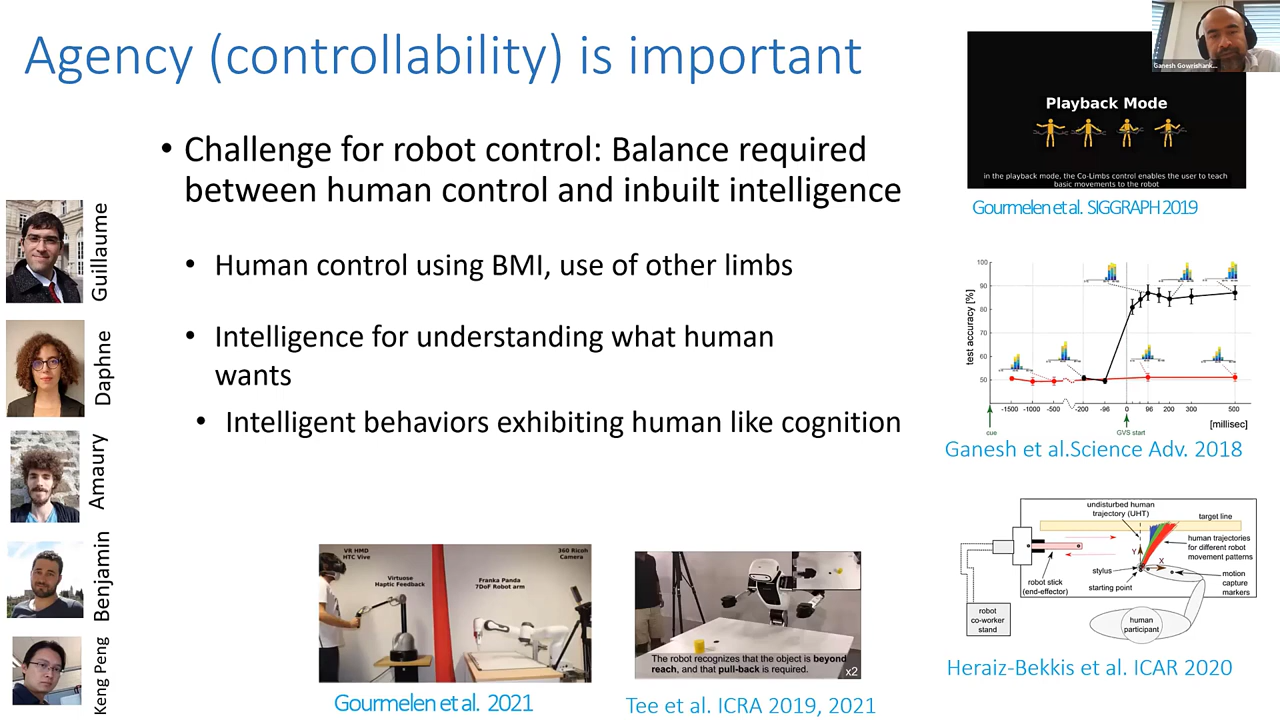 Agency (controllability) is important
Ganesh Gowrishank...
• Challenge for robot control: Balance required
between human control and inbuilt intelligence
• Human control using BMI, use of other limbs
• Intelligence for understanding what human
wants
• Intelligent behaviors exhibiting human like cognition
Guillaume
Daphne
Amaury
Benjamin
Keng Peng
Playback Mode
in the playback mode, the Co-Limbs control enables the user to teach
basic movements to the robot
Gourmelen et al. SIGGRAPH 2019
test accuracy [%]
100
90
80
70
60
50
-1500 -1000 -500 -200 -96 0 96 200 300 500
[millisec]
cue
GVS start
Ganesh et al.Science Adv. 2018
undisturbed human
trajectory (UHT)
target line
human trajectories
for different robot
movement patterns
Y
X
stylus
starting point
motion
capture
markers
robot stick
(end-effector)
robot
co-worker
stand
human
participant
Heraiz-Bekkis et al. ICAR 2020
VR HMD
HTC Vive
Virtuose
Haptic Feedback
360 Ricoh
Camera
Franka Panda
7DoF Robot arm
Gourmelen et al. 2021
The robot recognizes that the object is beyond
reach, and that pull-back is required.
x2
Tee et al. ICRA 2019, 2021